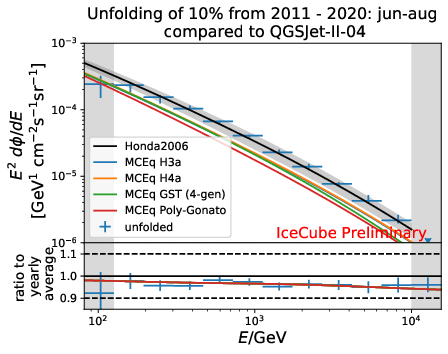 Unfolding of 10% from 2011 - 2020: jun-aug
compared to QGSJet-II-04
10⁻³
10⁻⁴
10⁻⁵
10⁻⁶
E² dϕ/dE
[GeV¹ cm⁻²s⁻¹sr⁻¹]
Honda2006
MCEq H3a
MCEq H4a
MCEq GST (4-gen)
MCEq Poly-Gonato
unfolded
IceCube Preliminary
1.1
1.0
0.9
ratio to
yearly
average
10² 10³ 10⁴
E/GeV